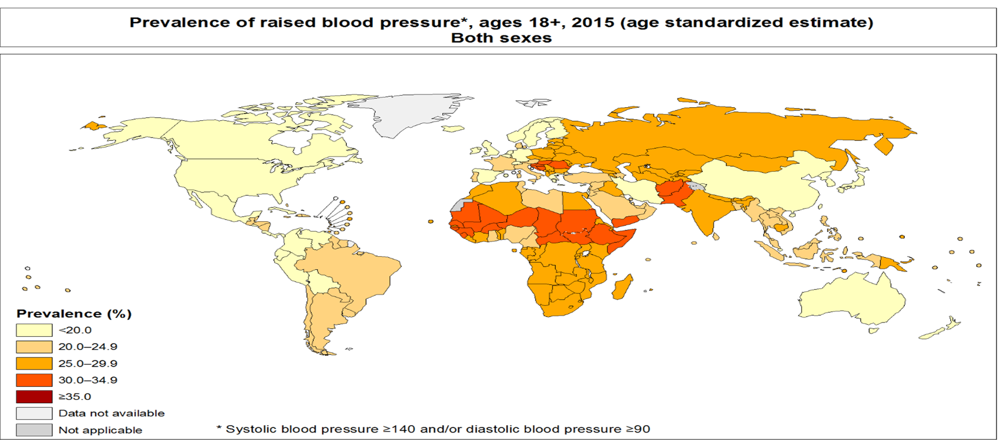 Prevalence of raised blood pressure*, ages 18+, 2015 (age standardized estimate)
Both sexes
Prevalence (%)
<20.0
20.0–24.9
25.0–29.9
30.0–34.9
≥35.0
Data not available
Not applicable
* Systolic blood pressure ≥140 and/or diastolic blood pressure ≥90